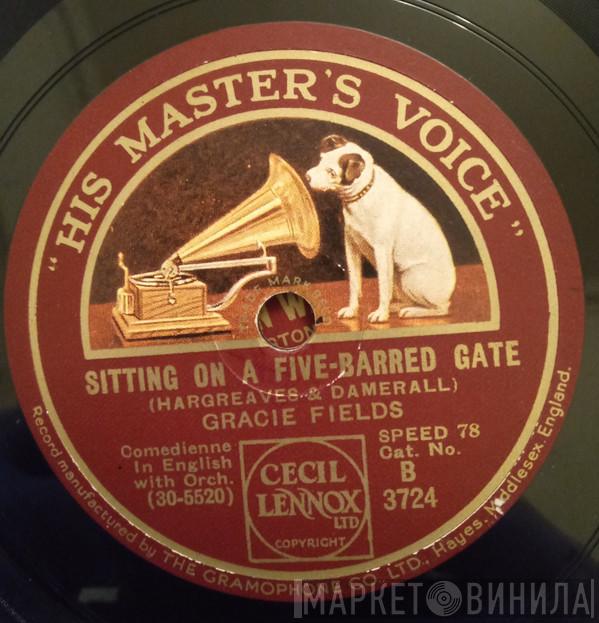 "HIS MASTER'S VOICE"
SITTING ON A FIVE-BARRED GATE
(HARGREAVES & DAMERALL)
GRACIE FIELDS
Comedienne
In English
with Orch.
(30-5520)
CECIL
LENNOX
LTD
COPYRIGHT
SPEED 78
Cat. No.
B
3724
Record manufactured by THE GRAMOPHONE CO., LTD., Hayes, Middlesex, England.
МАРКЕТ ВИНИЛА